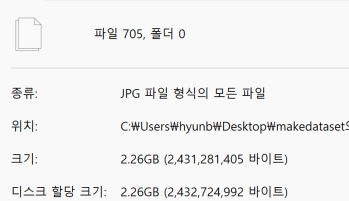 파일 705, 폴더 0
종류: JPG 파일 형식의 모든 파일
위치: C:₩Users₩hyunb₩Desktop₩makedataset
크기: 2.26GB (2,431,281,405 바이트)
디스크 할당 크기: 2.26GB (2,432,724,992 바이트)